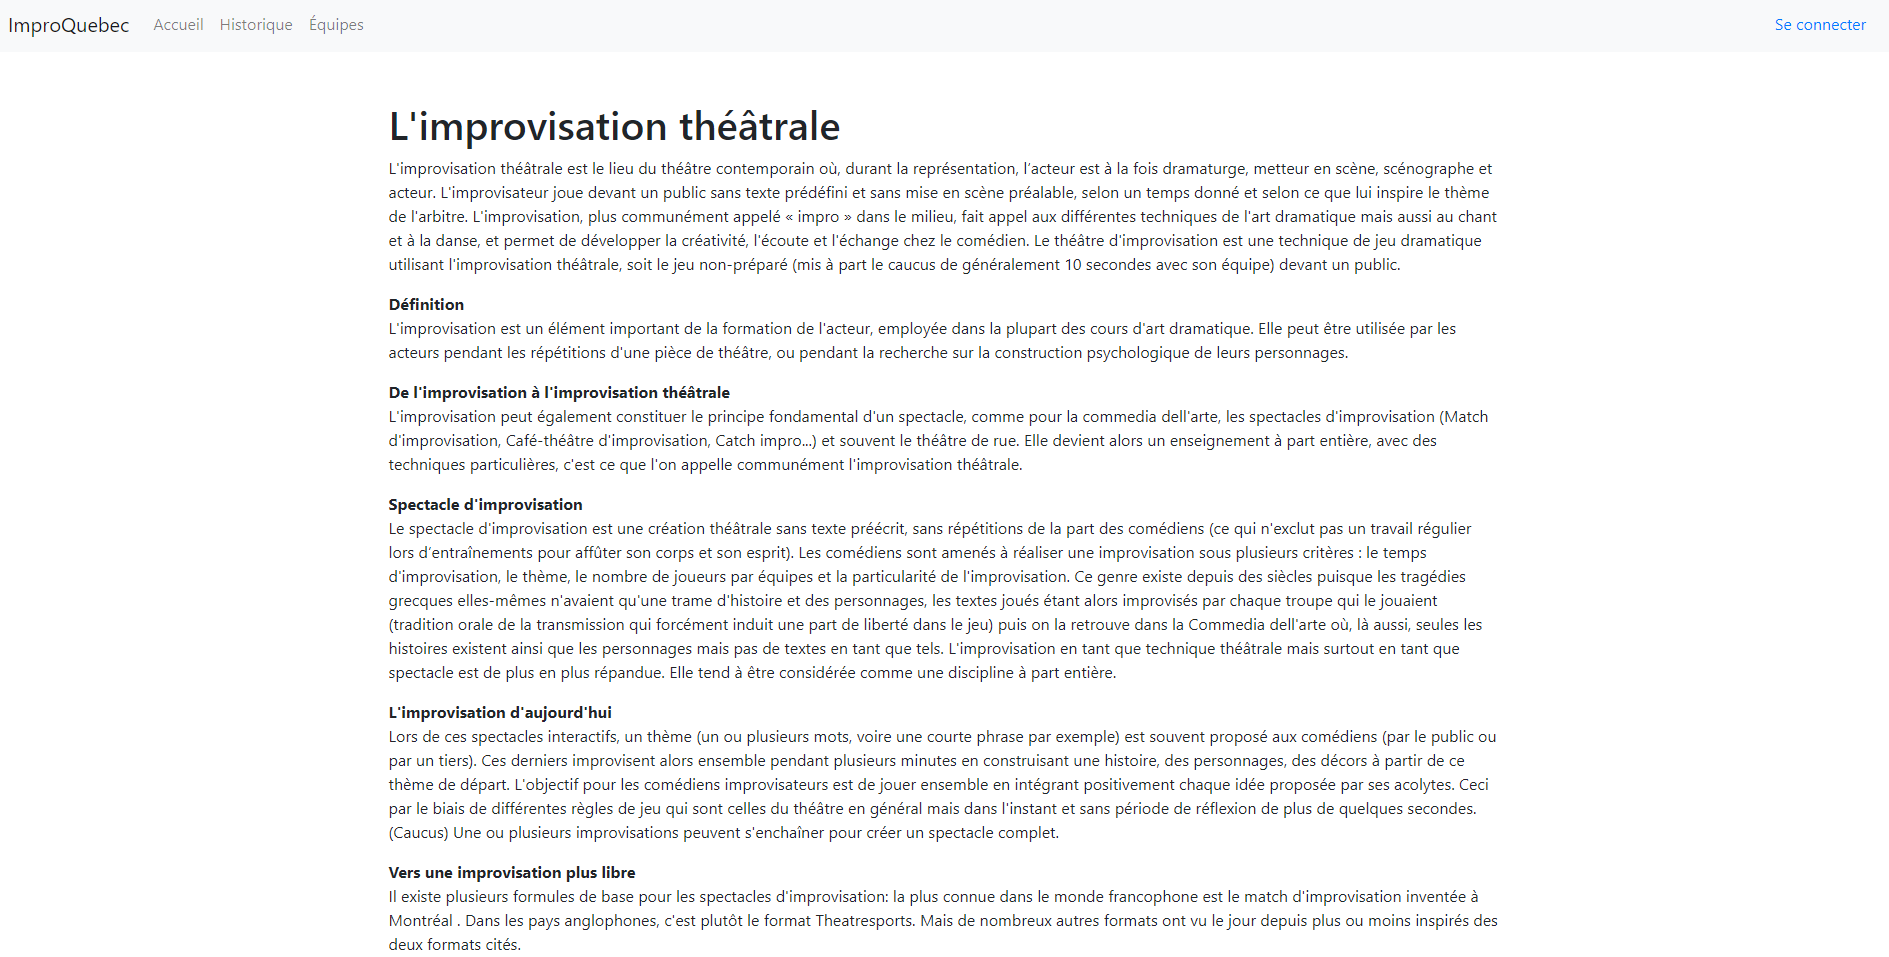 ImproQuebec Accueil Historique Équipes Se connecter
L'improvisation théâtrale
L'improvisation théâtrale est le lieu du théâtre contemporain où, durant la représentation, l’acteur est à la fois dramaturge, metteur en scène, scénographe et
acteur. L'improvisateur joue devant un public sans texte prédéfini et sans mise en scène préalable, selon un temps donné et selon ce que lui inspire le thème
de l'arbitre. L'improvisation, plus communément appelé « impro » dans le milieu, fait appel aux différentes techniques de l'art dramatique mais aussi au chant
et à la danse, et permet de développer la créativité, l'écoute et l'échange chez le comédien. Le théâtre d'improvisation est une technique de jeu dramatique
utilisant l'improvisation théâtrale, soit le jeu non-préparé (mis à part le caucus de généralement 10 secondes avec son équipe) devant un public.
Définition
L'improvisation est un élément important de la formation de l'acteur, employée dans la plupart des cours d'art dramatique. Elle peut être utilisée par les
acteurs pendant les répétitions d'une pièce de théâtre, ou pendant la recherche sur la construction psychologique de leurs personnages.
De l'improvisation à l'improvisation théâtrale
L'improvisation peut également constituer le principe fondamental d'un spectacle, comme pour la commedia dell'arte, les spectacles d'improvisation (Match
d'improvisation, Café-théâtre d'improvisation, Catch impro...) et souvent le théâtre de rue. Elle devient alors un enseignement à part entière, avec des
techniques particulières, c'est ce que l'on appelle communément l'improvisation théâtrale.
Spectacle d'improvisation
Le spectacle d'improvisation est une création théâtrale sans texte préécrit, sans répétitions de la part des comédiens (ce qui n'exclut pas un travail régulier
lors d’entraînements pour affûter son corps et son esprit). Les comédiens sont amenés à réaliser une improvisation sous plusieurs critères : le temps
d'improvisation, le thème, le nombre de joueurs par équipes et la particularité de l'improvisation. Ce genre existe depuis des siècles puisque les tragédies
grecques elles-mêmes n'avaient qu'une trame d'histoire et des personnages, les textes joués étant alors improvisés par chaque troupe qui le jouaient
(tradition orale de la transmission qui forcément induit une part de liberté dans le jeu) puis on la retrouve dans la Commedia dell'arte où, là aussi, seules les
histoires existent ainsi que les personnages mais pas de textes en tant que tels. L'improvisation en tant que technique théâtrale mais surtout en tant que
spectacle est de plus en plus répandue. Elle tend à être considérée comme une discipline à part entière.
L'improvisation d'aujourd'hui
Lors de ces spectacles interactifs, un thème (un ou plusieurs mots, voire une courte phrase par exemple) est souvent proposé aux comédiens (par le public ou
par un tiers). Ces derniers improvisent alors ensemble pendant plusieurs minutes en construisant une histoire, des personnages, des décors à partir de ce
thème de départ. L'objectif pour les comédiens improvisateurs est de jouer ensemble en intégrant positivement chaque idée proposée par ses acolytes. Ceci
par le biais de différentes règles de jeu qui sont celles du théâtre en général mais dans l'instant et sans période de réflexion de plus de quelques secondes.
(Caucus) Une ou plusieurs improvisations peuvent s'enchaîner pour créer un spectacle complet.
Vers une improvisation plus libre
Il existe plusieurs formules de base pour les spectacles d'improvisation: la plus connue dans le monde francophone est le match d'improvisation inventée à
Montréal . Dans les pays anglophones, c'est plutôt le format Theatresports. Mais de nombreux autres formats ont vu le jour depuis plus ou moins inspirés des
deux formats cités.